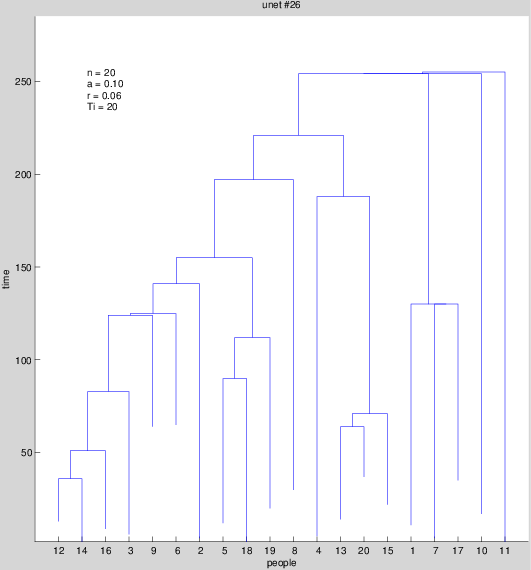 unet #26
n = 20
a = 0.10
r = 0.06
Ti = 20
250
200
150
100
50
time
12 14 16 3 9 6 2 5 18 19 8 4 13 20 15 1 7 17 10 11
people